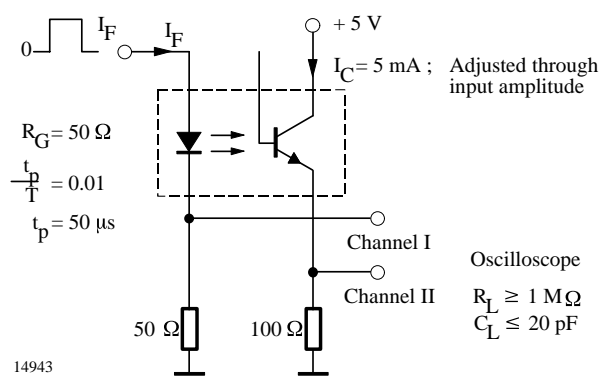 I_F
I_F
0
+ 5 V
I_C = 5 mA ; Adjusted through
input amplitude
R_G = 50 Ω
t_p
T
= 0.01
t_p = 50 μs
Channel I
Channel II
Oscilloscope
R_L ≥ 1 MΩ
C_L ≤ 20 pF
50 Ω
100 Ω
14943